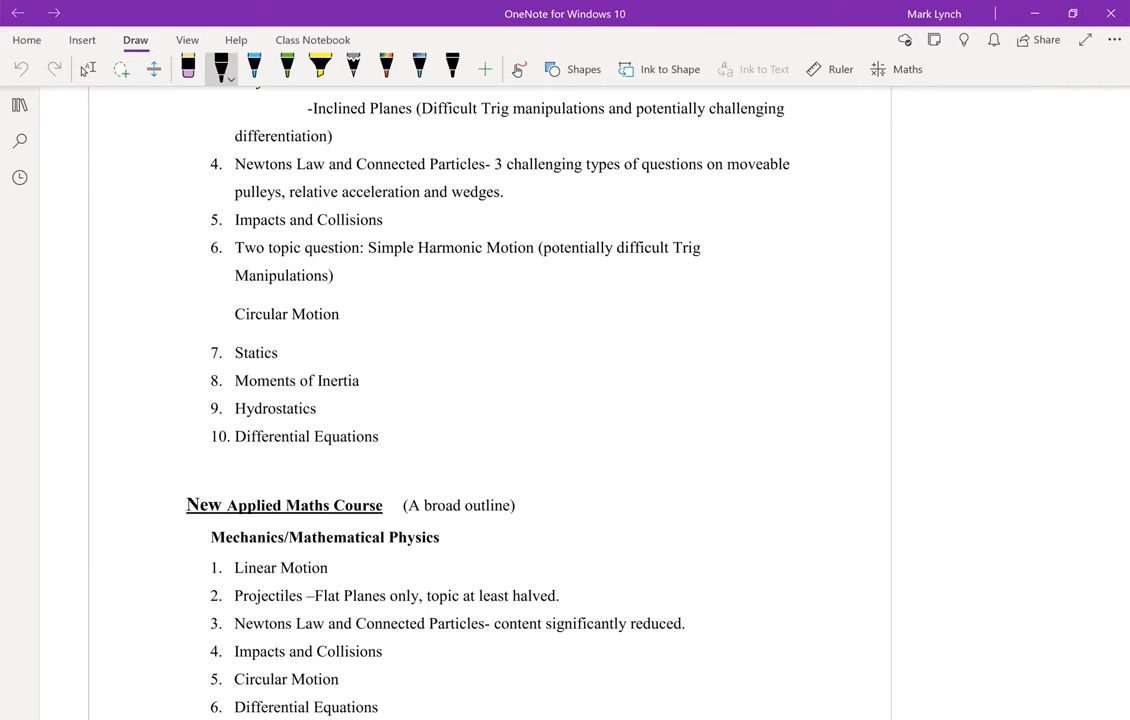 OneNote for Windows 10
Mark Lynch
Home Insert Draw View Help Class Notebook
Share
Shapes Ink to Shape Ink to Text Ruler Maths
-Inclined Planes (Difficult Trig manipulations and potentially challenging
differentiation)
4. Newtons Law and Connected Particles- 3 challenging types of questions on moveable
pulleys, relative acceleration and wedges.
5. Impacts and Collisions
6. Two topic question: Simple Harmonic Motion (potentially difficult Trig
Manipulations)
Circular Motion
7. Statics
8. Moments of Inertia
9. Hydrostatics
10. Differential Equations
New Applied Maths Course (A broad outline)
Mechanics/Mathematical Physics
1. Linear Motion
2. Projectiles –Flat Planes only, topic at least halved.
3. Newtons Law and Connected Particles- content significantly reduced.
4. Impacts and Collisions
5. Circular Motion
6. Differential Equations